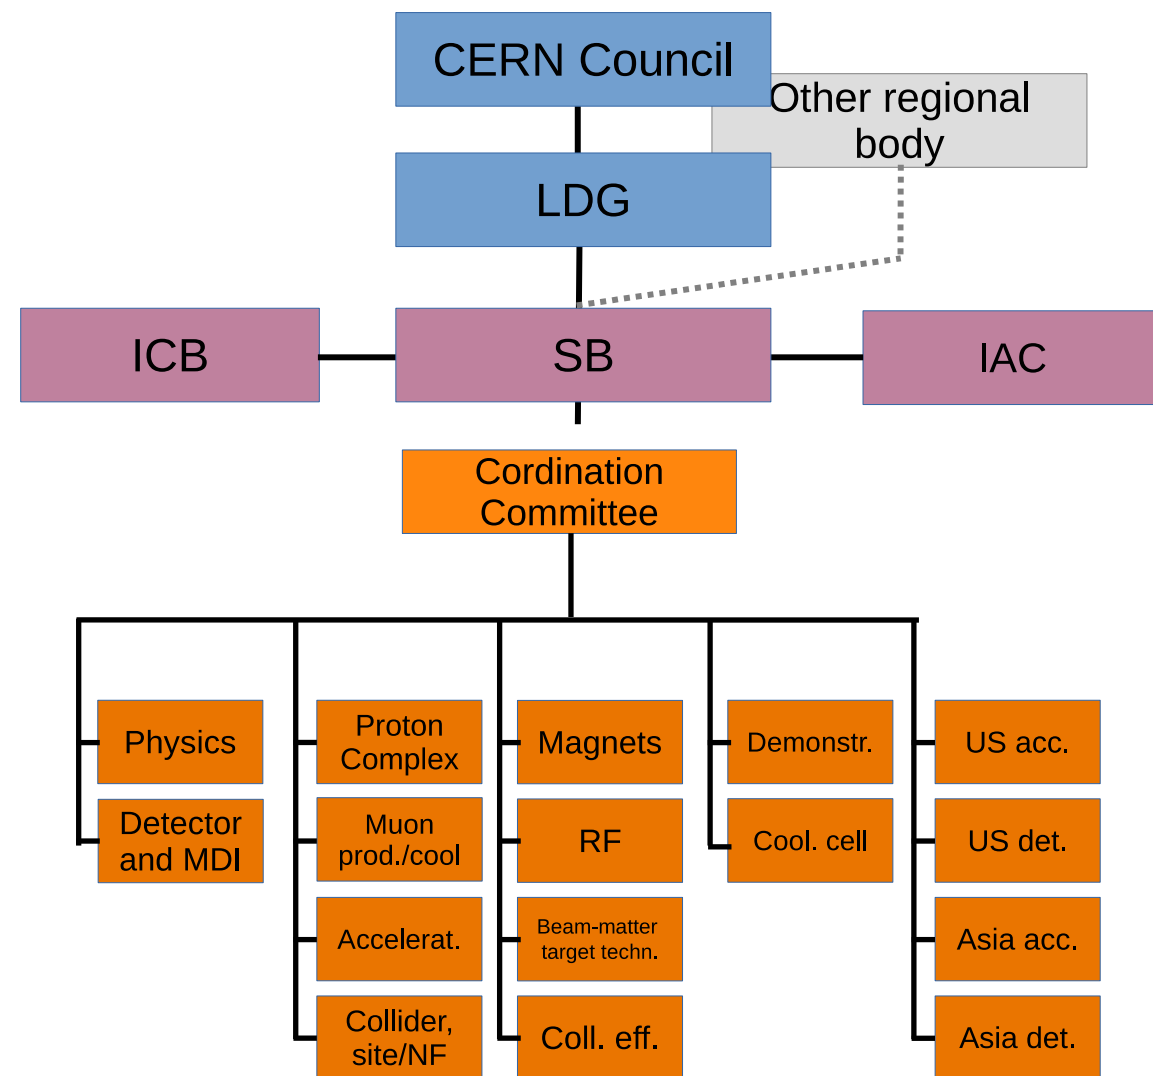 CERN Council
Other regional
body
LDG
ICB
SB
IAC
Cordination
Committee
Physics
Proton
Complex
Magnets
Demonstr.
US acc.
Detector
and MDI
Muon
prod./cool
RF
Cool. cell
US det.
Accelerat.
Beam-matter
target techn.
Asia acc.
Collider,
site/NF
Coll. eff.
Asia det.